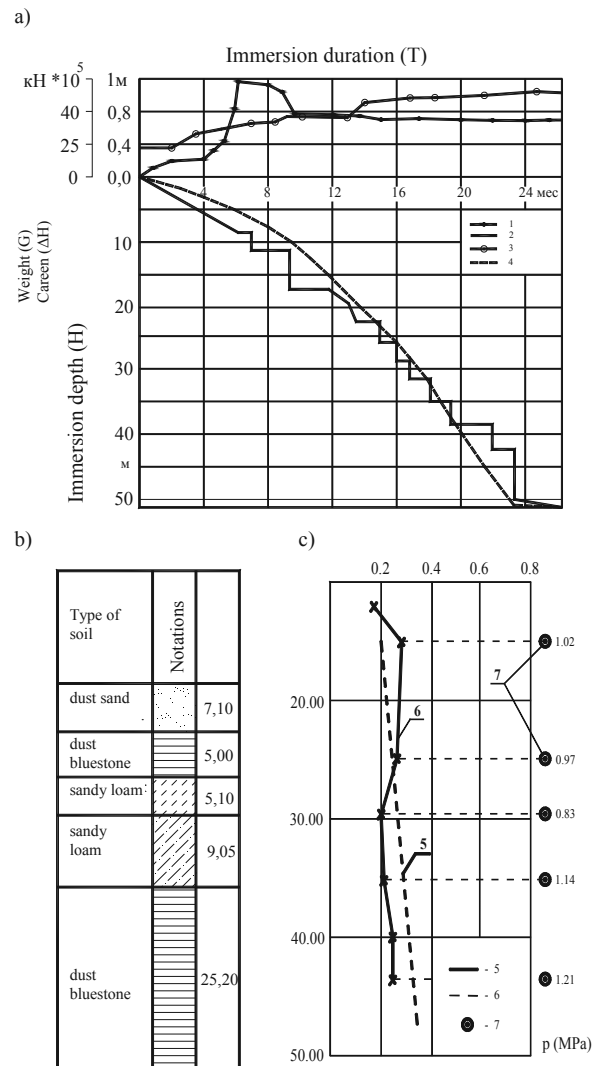 a)
Immersion duration (T)
кН *10⁵
1м
40
0,8
25
0,4
0
0,0
4
8
12
16
20
24 мес
1
2
3
4
10
20
30
40
м
50
Weight (G)
Careen (ΔH)
Immersion depth (H)
b)
Type of
soil
Notations
dust sand
7,10
dust
bluestone
5,00
sandy loam
5,10
sandy
loam
9,05
dust
bluestone
25,20
c)
0.2
0.4
0.6
0.8
1.02
7
20.00
6
0.97
30.00
0.83
5
1.14
40.00
- 5
- 6
- 7
1.21
50.00
p (MPa)